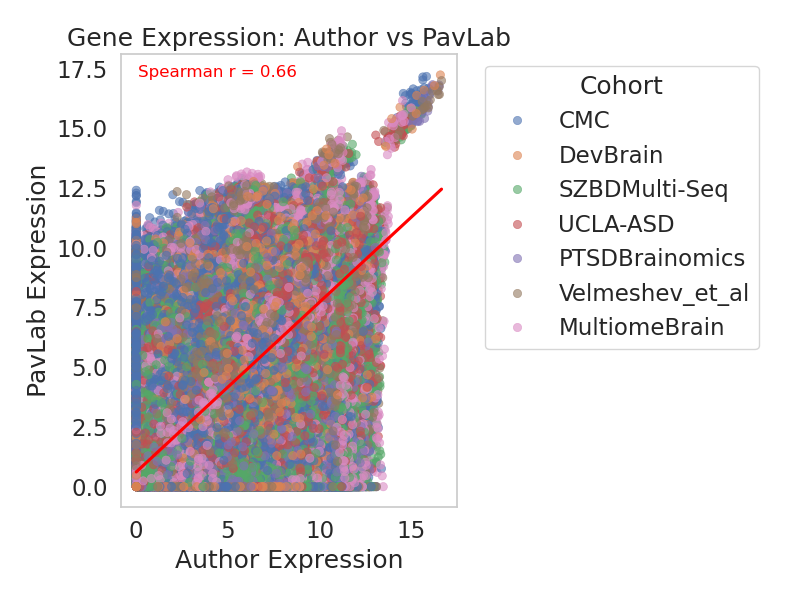 Gene Expression: Author vs PavLab
Spearman r = 0.66
17.5
15.0
12.5
10.0
7.5
5.0
2.5
0.0
PavLab Expression
0 5 10 15
Author Expression
Cohort
CMC
DevBrain
SZBDMulti-Seq
UCLA-ASD
PTSDBrainomics
Velmeshev_et_al
MultiomeBrain